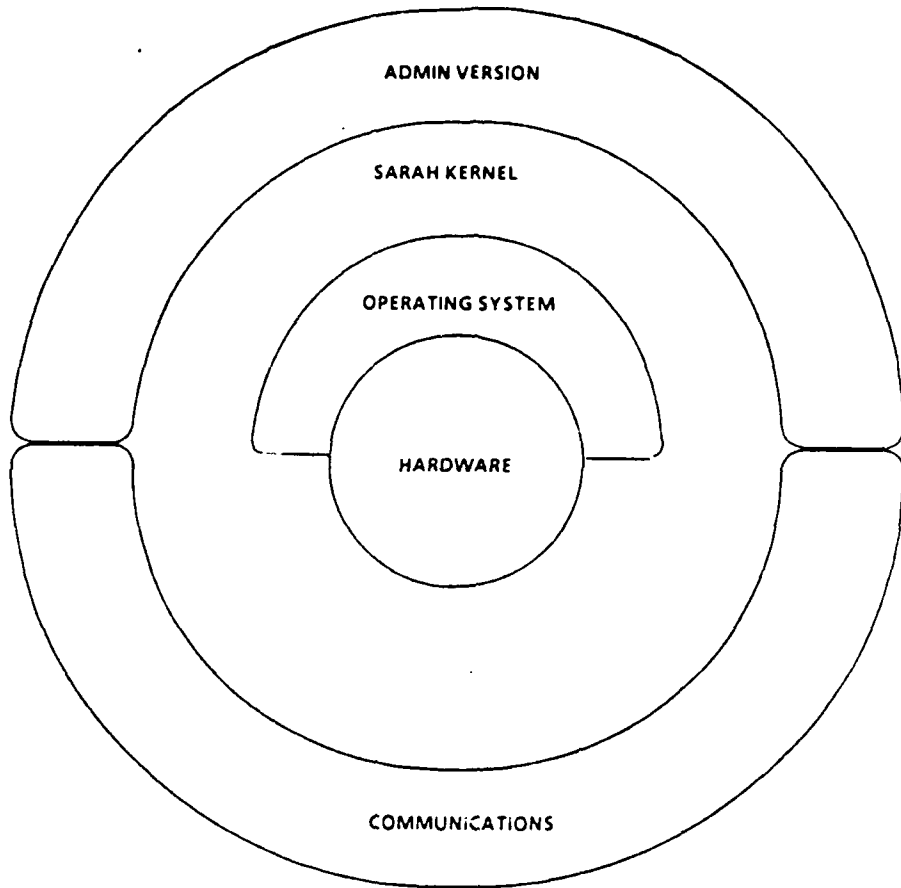 ADMIN VERSION
SARAH KERNEL
OPERATING SYSTEM
HARDWARE
COMMUNICATIONS